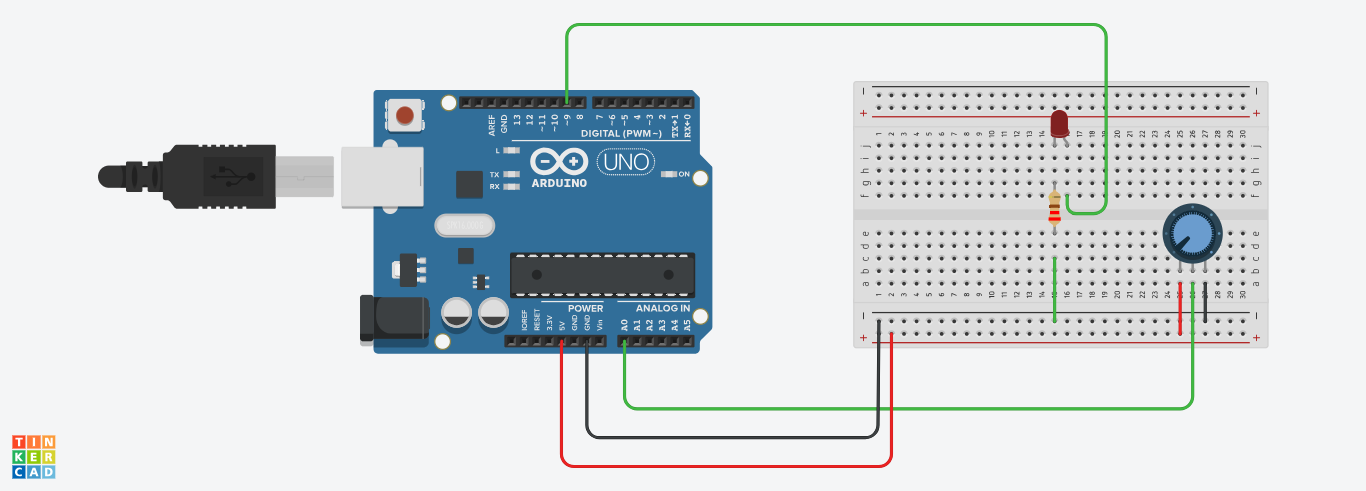 AREF
GND
13
12
~11
~10
~9
8
7
~6
~5
4
~3
2
TX→1
RX←0
DIGITAL (PWM~)
L
TX
RX
UNO
ON
ARDUINO
POWER
ANALOG IN
IOREF
RESET
3.3V
5V
GND
GND
Vin
A0
A1
A2
A3
A4
A5
1 2 3 4 5 6 7 8 9 10 11 12 13 14 15 16 17 18 19 20 21 22 23 24 25 26 27 28 29 30
j
i
h
g
f
e
d
c
b
a
j
i
h
g
f
e
d
c
b
a
1 2 3 4 5 6 7 8 9 10 11 12 13 14 15 16 17 18 19 20 21 22 23 24 25 26 27 28 29 30
TIN
KER
CAD